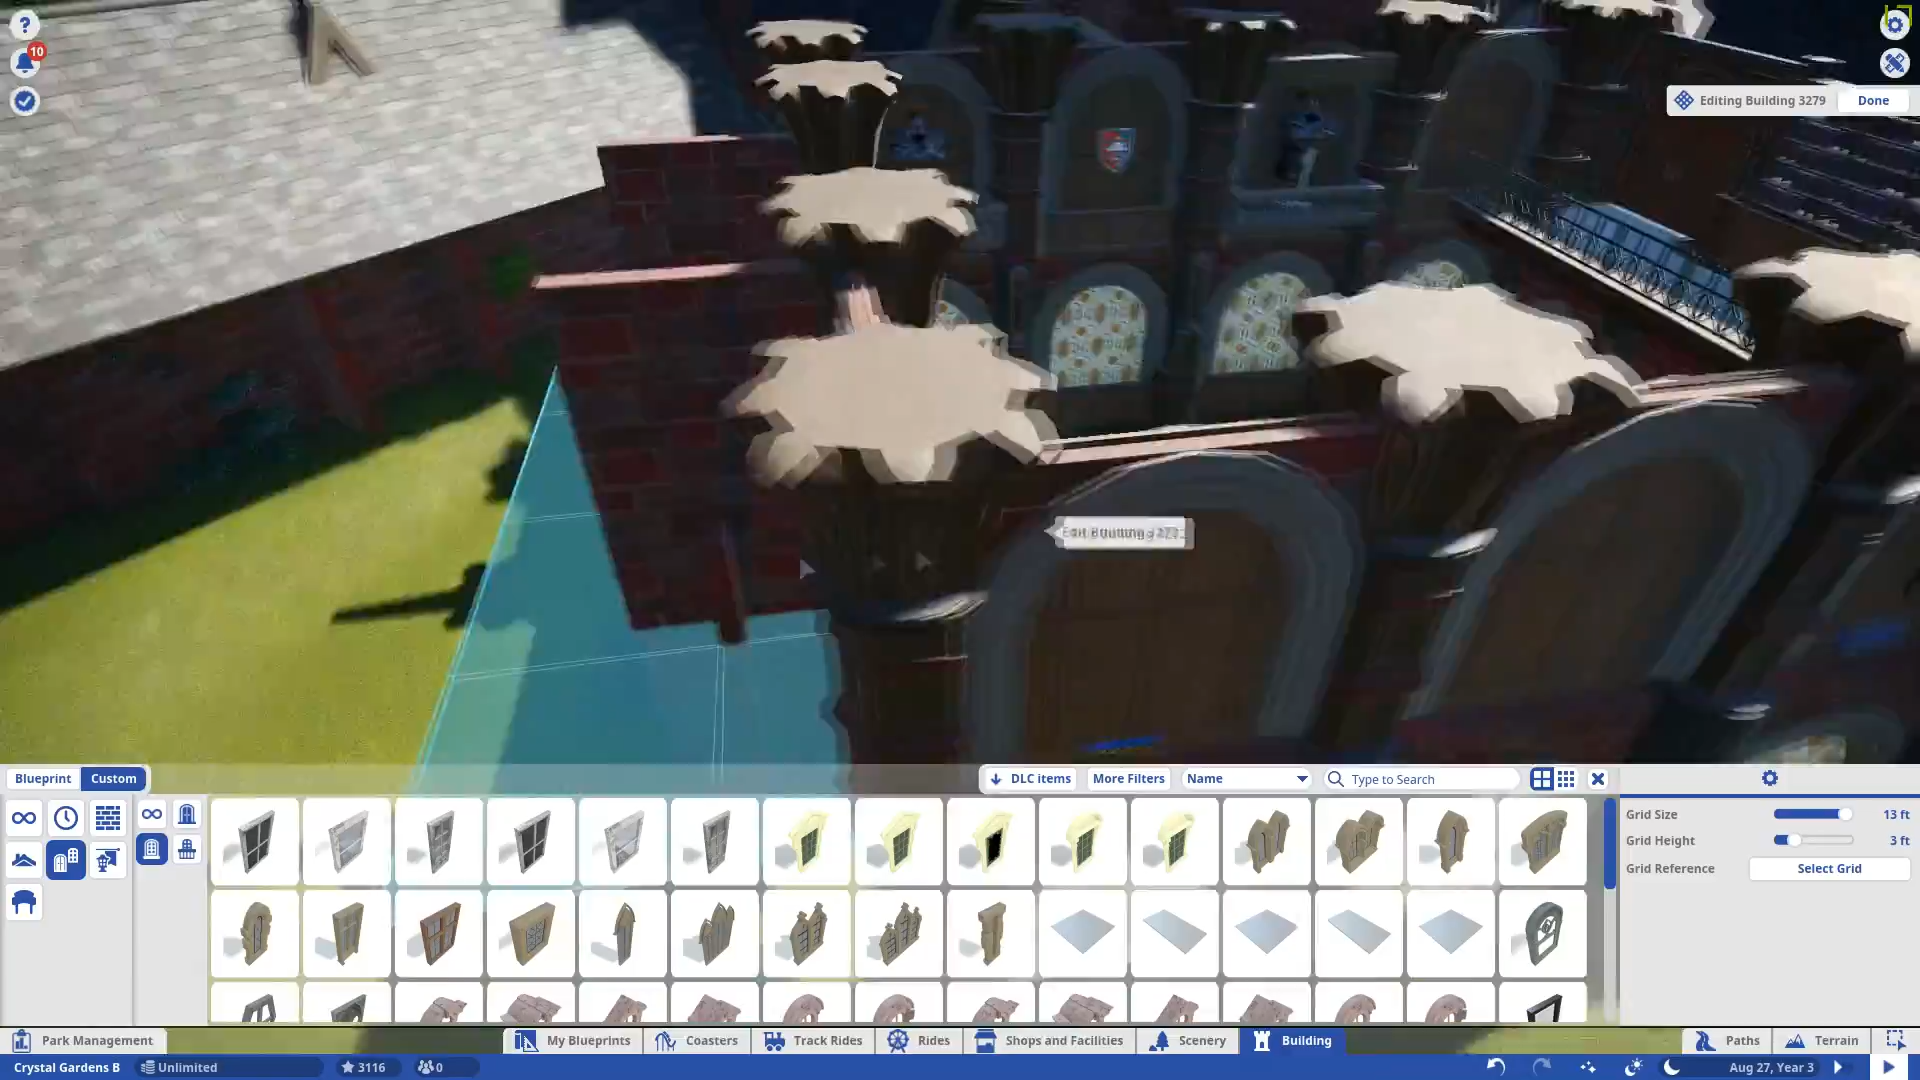 ?
10
Editing Building 3279
Done
Blueprint
Custom
DLC items
More Filters
Name
Type to Search
Grid Size
13 ft
Grid Height
3 ft
Grid Reference
Select Grid
Park Management
My Blueprints
Coasters
Track Rides
Rides
Shops and Facilities
Scenery
Building
Paths
Terrain
Crystal Gardens B
Unlimited
3116
0
Aug 27, Year 3